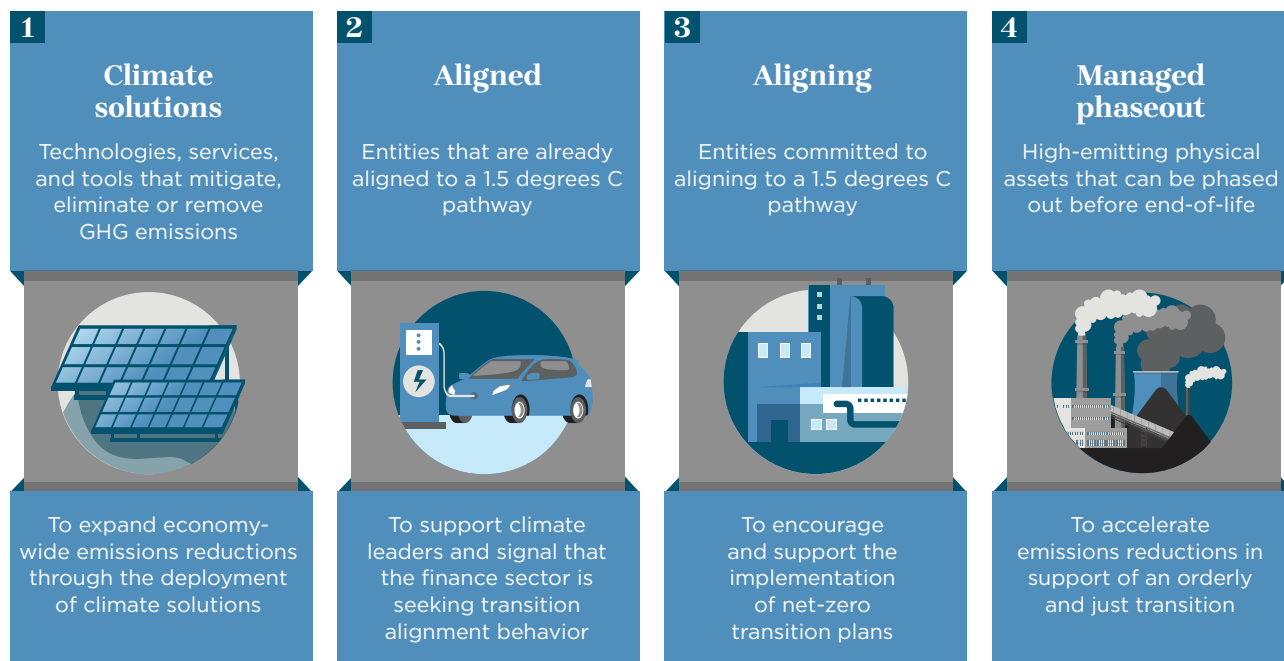 1
Climate
solutions
Technologies, services,
and tools that mitigate,
eliminate or remove
GHG emissions
To expand economy-
wide emissions reductions
through the deployment
of climate solutions
2
Aligned
Entities that are already
aligned to a 1.5 degrees C
pathway
To support climate
leaders and signal that
the finance sector is
seeking transition
alignment behavior
3
Aligning
Entities committed to
aligning to a 1.5 degrees C
pathway
To encourage
and support the
implementation
of net-zero
transition plans
4
Managed
phaseout
High-emitting physical
assets that can be phased
out before end-of-life
To accelerate
emissions reductions in
support of an orderly
and just transition